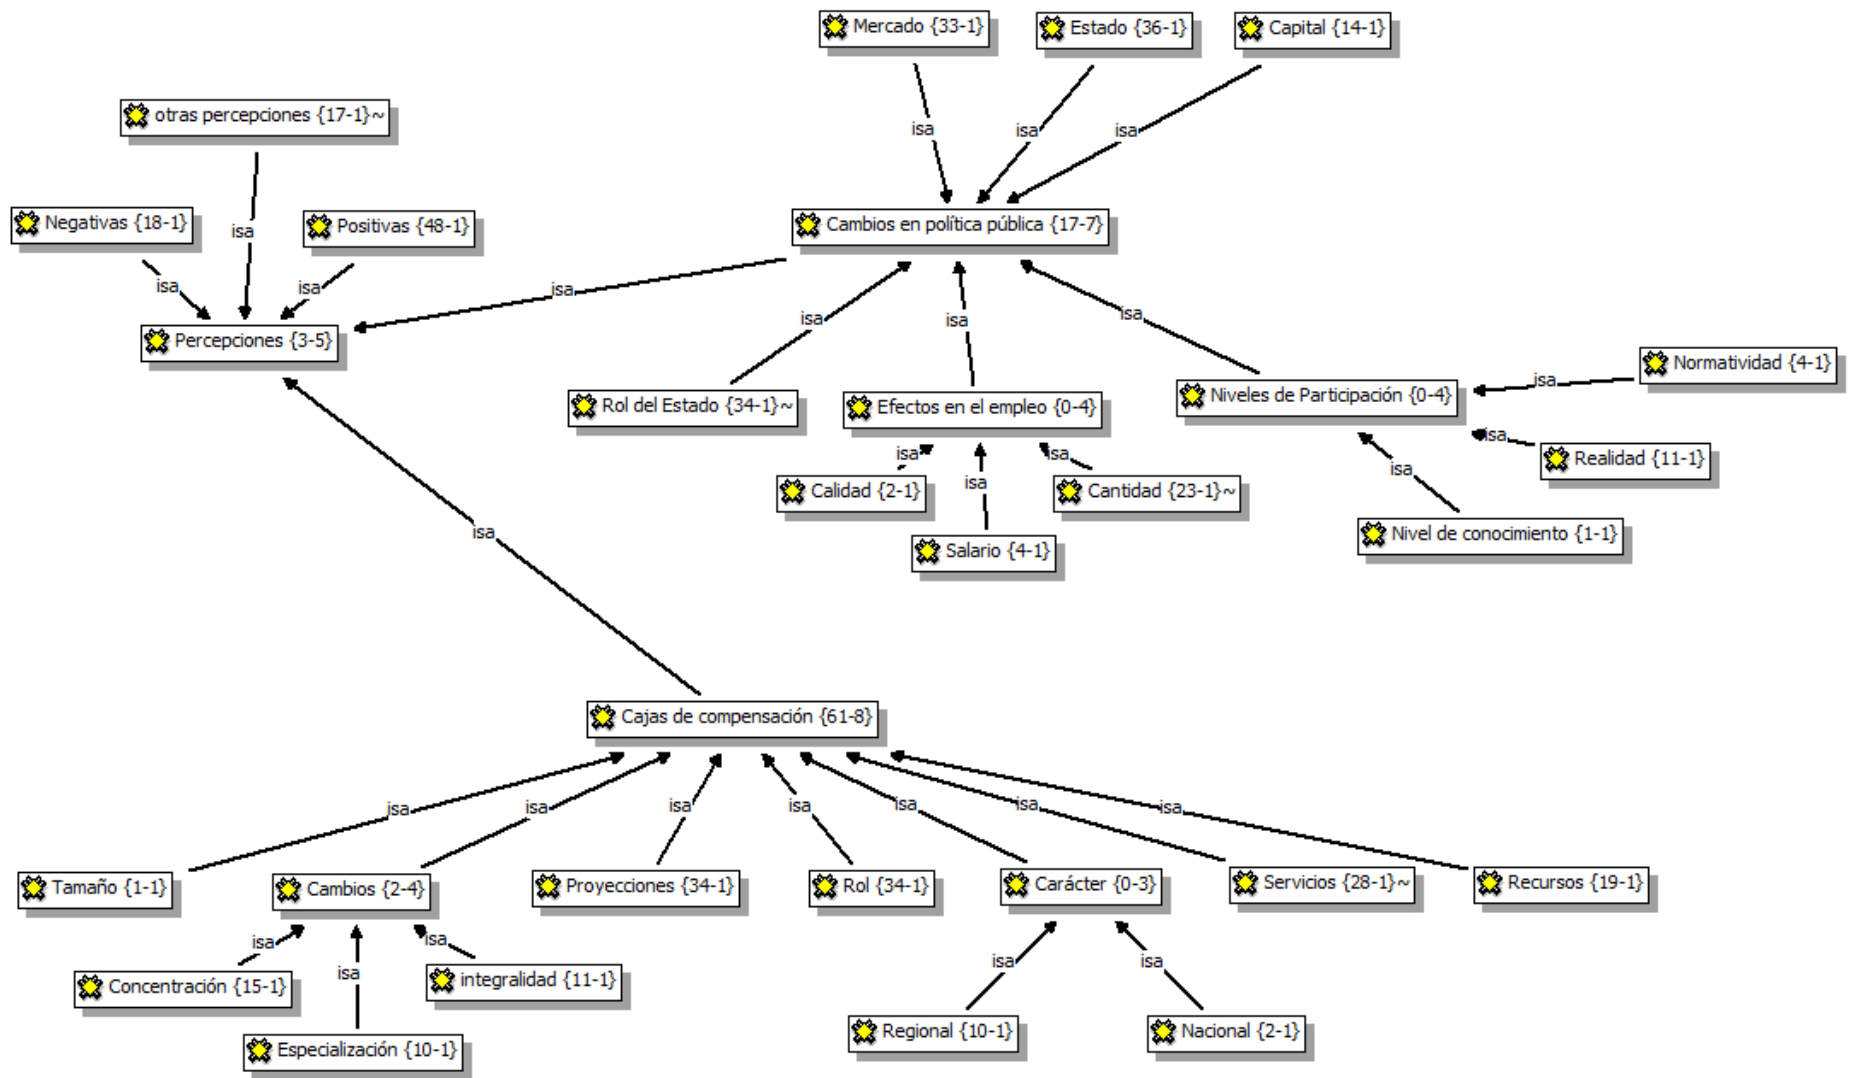 Mercado {33-1}
Estado {36-1}
Capital {14-1}
otras percepciones {17-1}~
isa
isa
isa
Negativas {18-1}
Positivas {48-1}
Cambios en política pública {17-7}
isa
isa
isa
isa
isa
isa
isa
Percepciones {3-5}
Normatividad {4-1}
isa
Rol del Estado {34-1}~
Efectos en el empleo {0-4}
Niveles de Participación {0-4}
isa
isa
isa
Realidad {11-1}
isa
isa
Calidad {2-1}
Cantidad {23-1}~
isa
Nivel de conocimiento {1-1}
Salario {4-1}
Cajas de compensación {61-8}
isa
isa
isa
isa
isa
isa
isa
Tamaño {1-1}
Cambios {2-4}
Proyecciones {34-1}
Rol {34-1}
Carácter {0-3}
Servicios {28-1}~
Recursos {19-1}
isa
isa
isa
isa
isa
Concentración {15-1}
integralidad {11-1}
Especialización {10-1}
Regional {10-1}
Nacional {2-1}